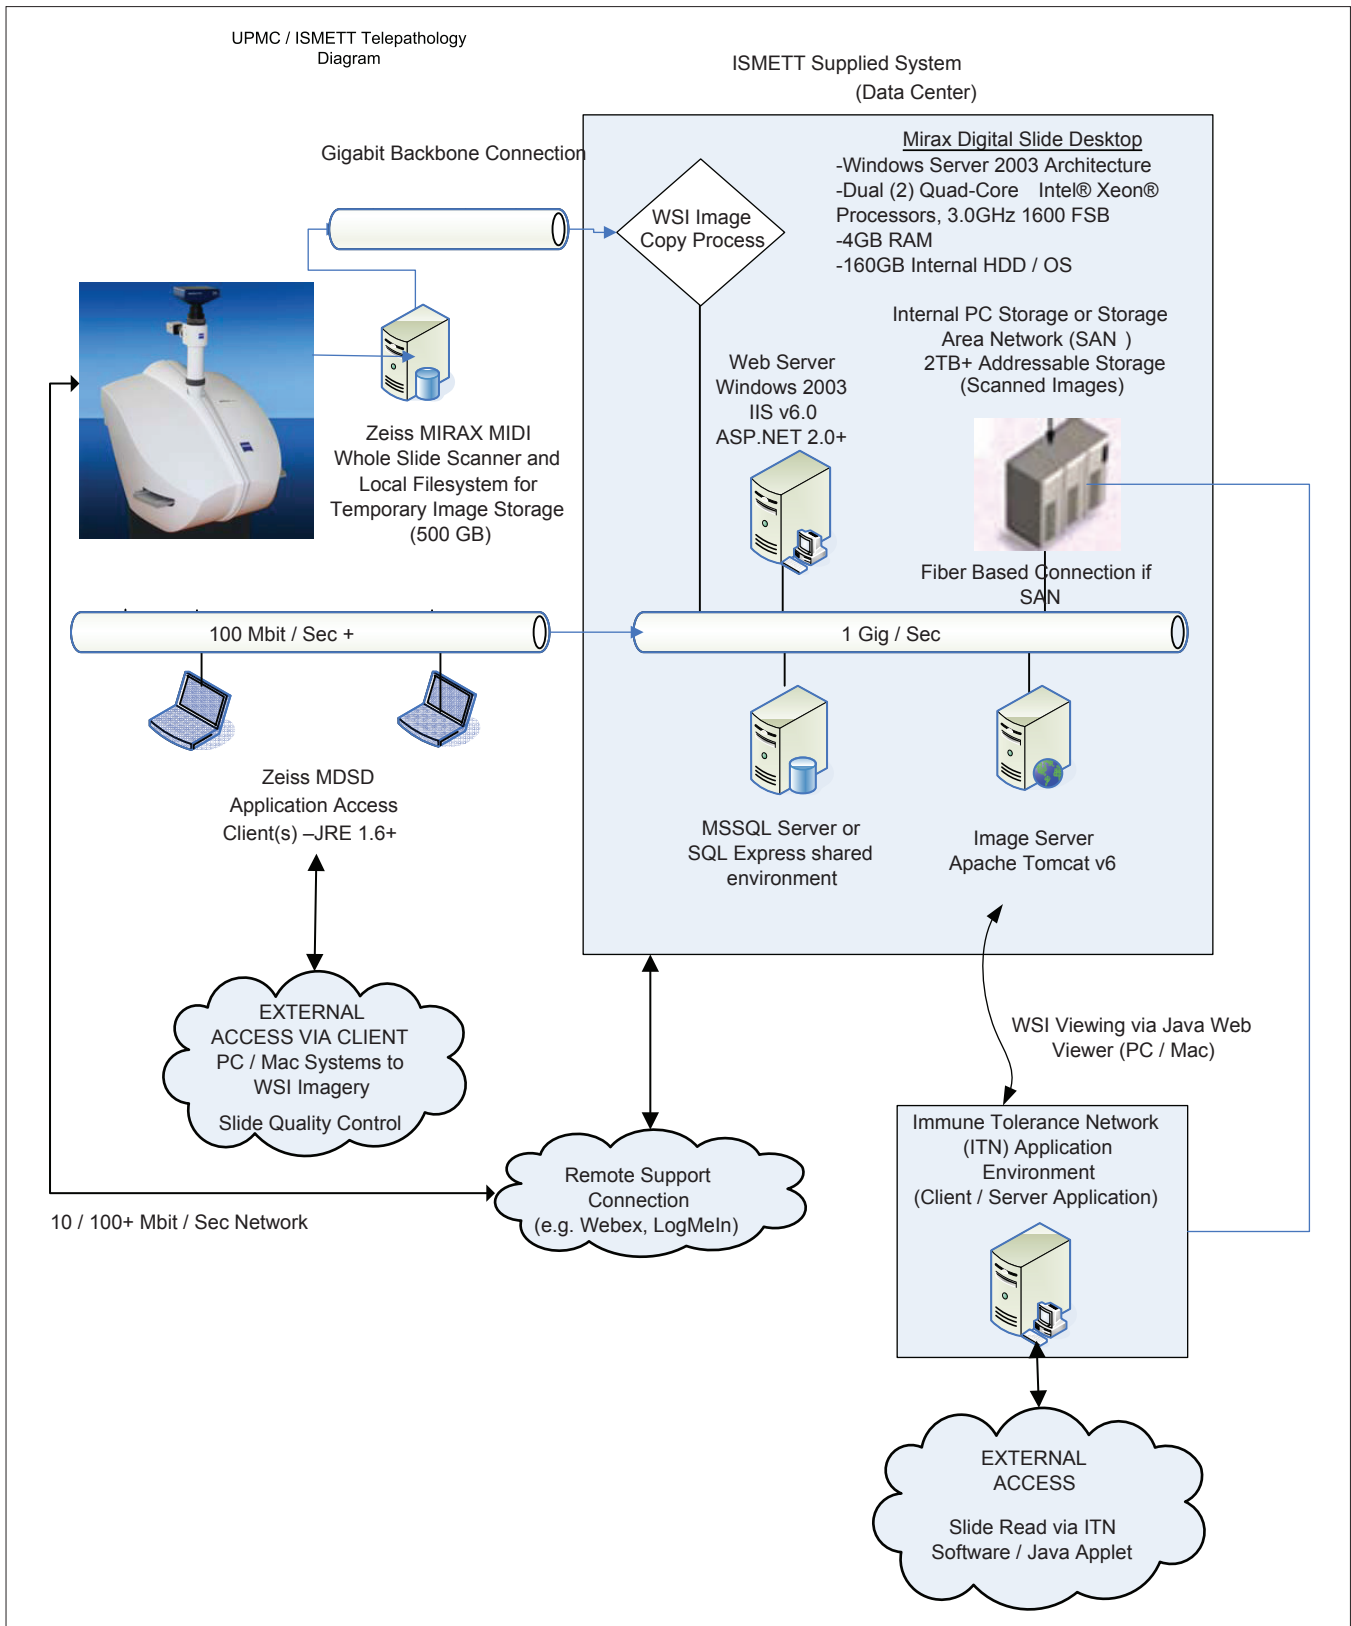 UPMC / ISMETT Telepathology
Diagram
ISMETT Supplied System
(Data Center)
Gigabit Backbone Connection
Mirax Digital Slide Desktop
-Windows Server 2003 Architecture
-Dual (2) Quad-Core Intel® Xeon®
Processors, 3.0GHz 1600 FSB
-4GB RAM
-160GB Internal HDD / OS
WSI Image
Copy Process
Internal PC Storage or Storage
Area Network (SAN )
2TB+ Addressable Storage
(Scanned Images)
Web Server
Windows 2003
IIS v6.0
ASP.NET 2.0+
Zeiss MIRAX MIDI
Whole Slide Scanner and
Local Filesystem for
Temporary Image Storage
(500 GB)
Fiber Based Connection if
SAN
100 Mbit / Sec +
1 Gig / Sec
Zeiss MDSD
Application Access
Client(s) –JRE 1.6+
MSSQL Server or
SQL Express shared
environment
Image Server
Apache Tomcat v6
EXTERNAL
ACCESS VIA CLIENT
PC / Mac Systems to
WSI Imagery
Slide Quality Control
WSI Viewing via Java Web
Viewer (PC / Mac)
Immune Tolerance Network
(ITN) Application
Environment
(Client / Server Application)
Remote Support
Connection
(e.g. Webex, LogMeIn)
10 / 100+ Mbit / Sec Network
EXTERNAL
ACCESS
Slide Read via ITN
Software / Java Applet